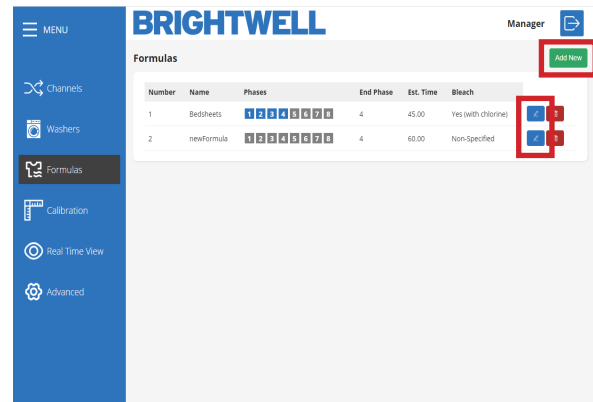 MENU
BRIGHTWELL
Manager
Formulas
Add New
Channels
Washers
Formulas
Calibration
Real Time View
Advanced
Number Name Phases End Phase Est. Time Bleach
1 Bedsheets 1 2 3 4 5 6 7 8 4 45.00 Yes (with chlorine)
2 newFormula 1 2 3 4 5 6 7 8 4 60.00 Non-Specified